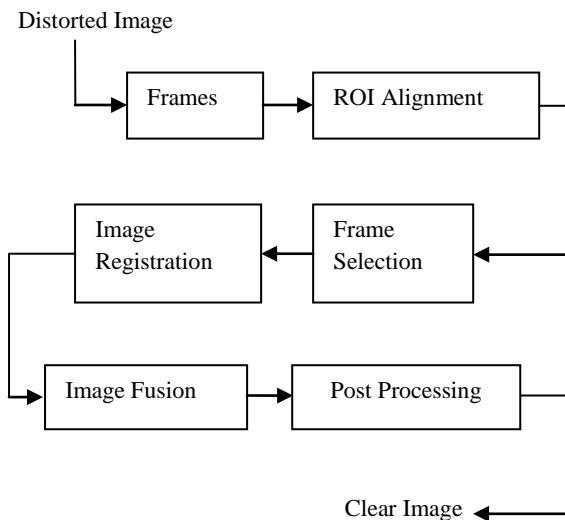 Distorted Image
Frames
ROI Alignment
Frame
Selection
Image
Registration
Image Fusion
Post Processing
Clear Image